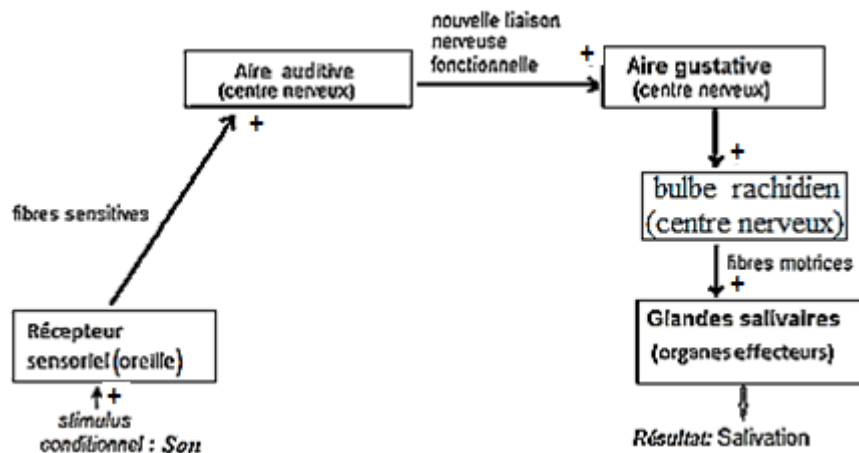 nouvelle liaison
nerveuse
fonctionnelle
+
Aire auditive
(centre nerveux)
+
Aire gustative
(centre nerveux)
+
bulbe rachidien
(centre nerveux)
fibres sensitives
fibres motrices
+
Récepteur
sensoriel (oreille)
Glandes salivaires
(organes effecteurs)
+
stimulus
conditionnel : Son
Résultat: Salivation